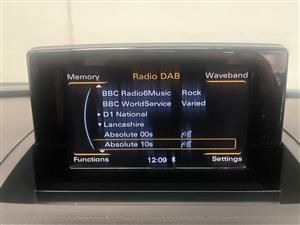 Memory Radio DAB Waveband
BBC Radio6Music Rock
BBC WorldService Varied
D1 National
Lancashire
Absolute 00s
Absolute 10s
Functions 12:09 Settings